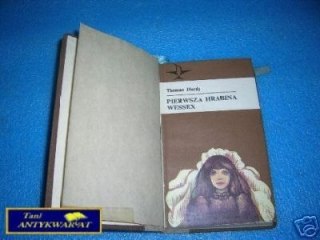 Thomas Hardy
PIERWSZA HRABINA
WESSEX
Tani
ANTYKWARIAT